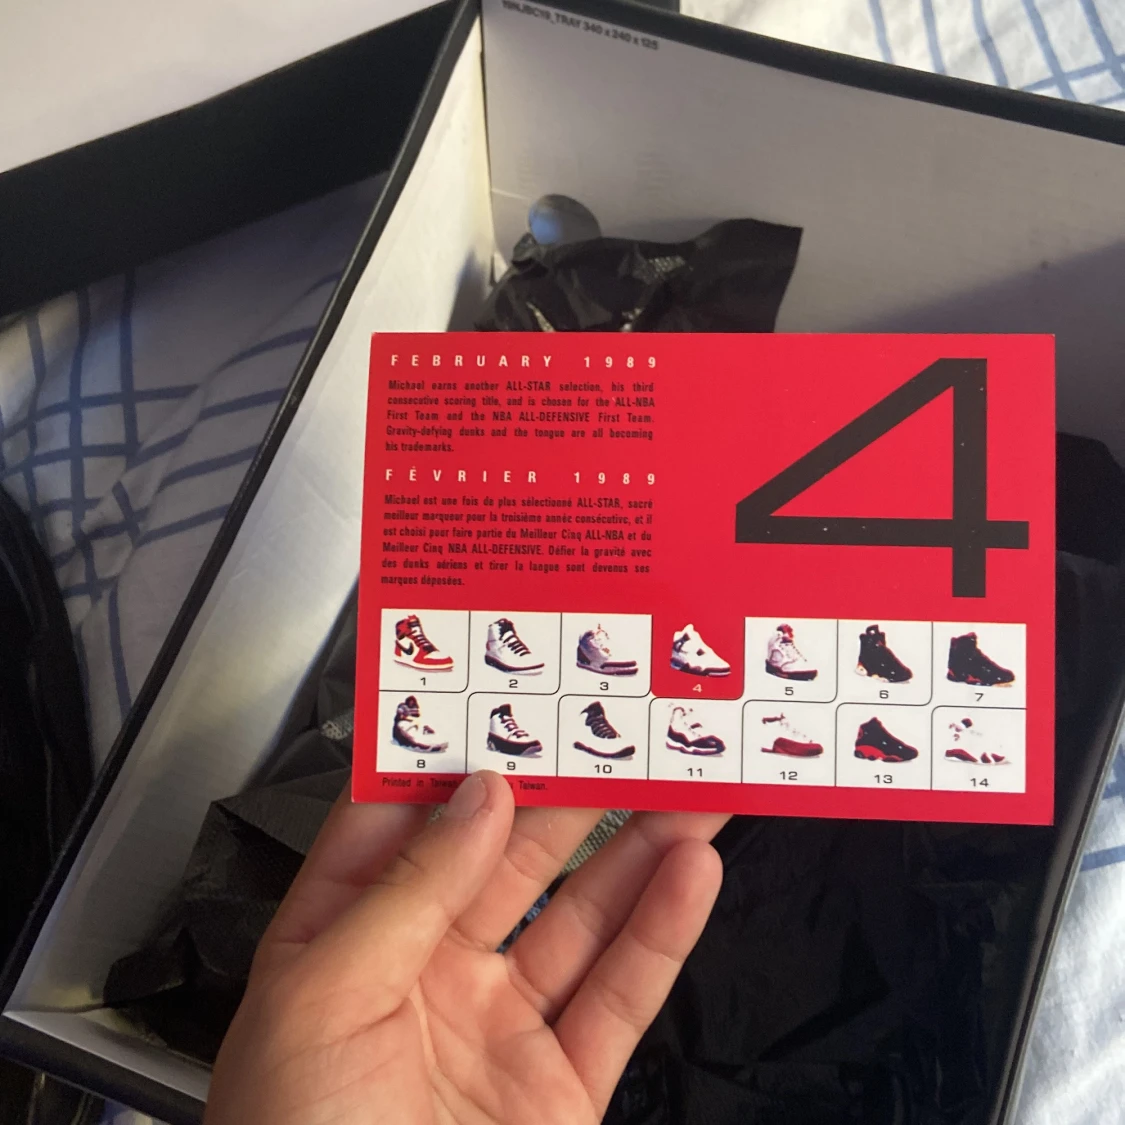 TRAY 340 x 240 x 125
FEBRUARY 1989
Michael earns another ALL-STAR selection, his third
consecutive scoring title, and is chosen for the ALL-NBA
First Team and the NBA ALL-DEFENSIVE First Team.
Gravity-defying dunks and the tongue are all becoming
his trademarks.
4
FÈVRIER 1989
Michael est une fois de plus sélectionné ALL-STAR, sacré
meilleur marqueur pour la troisième année consécutive, et il
est choisi pour faire partie du Meilleur Cinq ALL-NBA et du
Meilleur Cinq NBA ALL-DEFENSIVE. Défier la gravité avec
des dunks aériens et tirer la langue sont devenus ses
marques déposées.
1 2 3 4 5 6 7
8 9 10 11 12 13 14
Printed in Taiwan Taiwan.